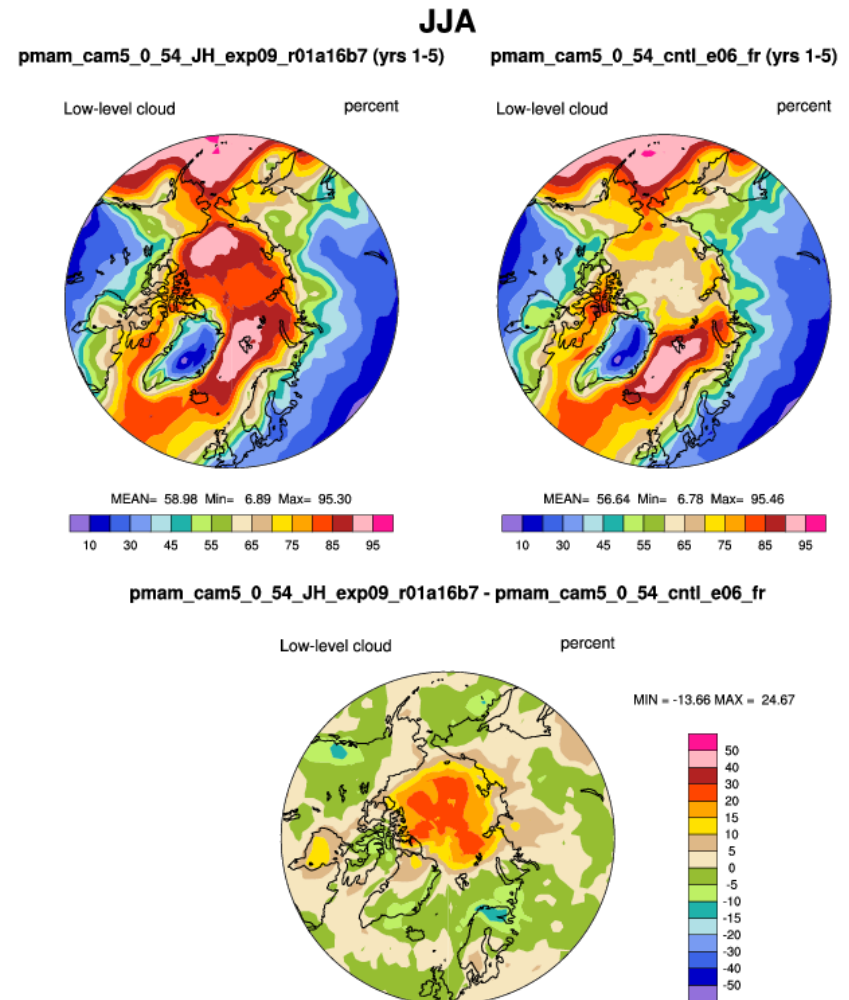 JJA
pmam_cam5_0_54_JH_exp09_r01a16b7 (yrs 1-5)
pmam_cam5_0_54_cntl_e06_fr (yrs 1-5)
Low-level cloud percent
Low-level cloud percent
MEAN= 58.98 Min= 6.89 Max= 95.30
MEAN= 56.64 Min= 6.78 Max= 95.46
10 30 45 55 65 75 85 95
10 30 45 55 65 75 85 95
pmam_cam5_0_54_JH_exp09_r01a16b7 - pmam_cam5_0_54_cntl_e06_fr
Low-level cloud percent
MIN = -13.66 MAX = 24.67
50
40
30
20
15
10
5
0
-5
-10
-15
-20
-30
-40
-50